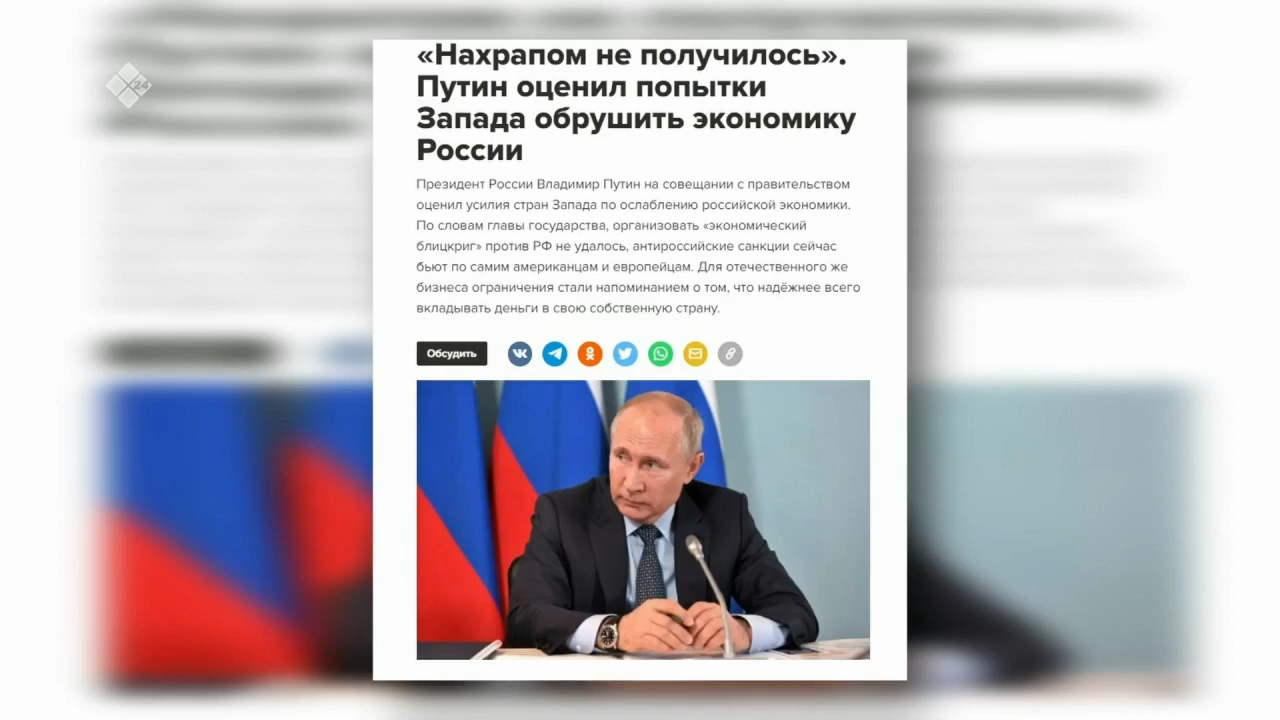 «Нахрапом не получилось».
Путин оценил попытки
Запада обрушить экономику
России
Президент России Владимир Путин на совещании с правительством
оценил усилия стран Запада по ослаблению российской экономики.
По словам главы государства, организовать «экономический
блицкриг» против РФ не удалось, антироссийские санкции сейчас
бьют по самим американцам и европейцам. Для отечественного же
бизнеса ограничения стали напоминанием о том, что надёжнее всего
вкладывать деньги в свою собственную страну.
Обсудить
X24